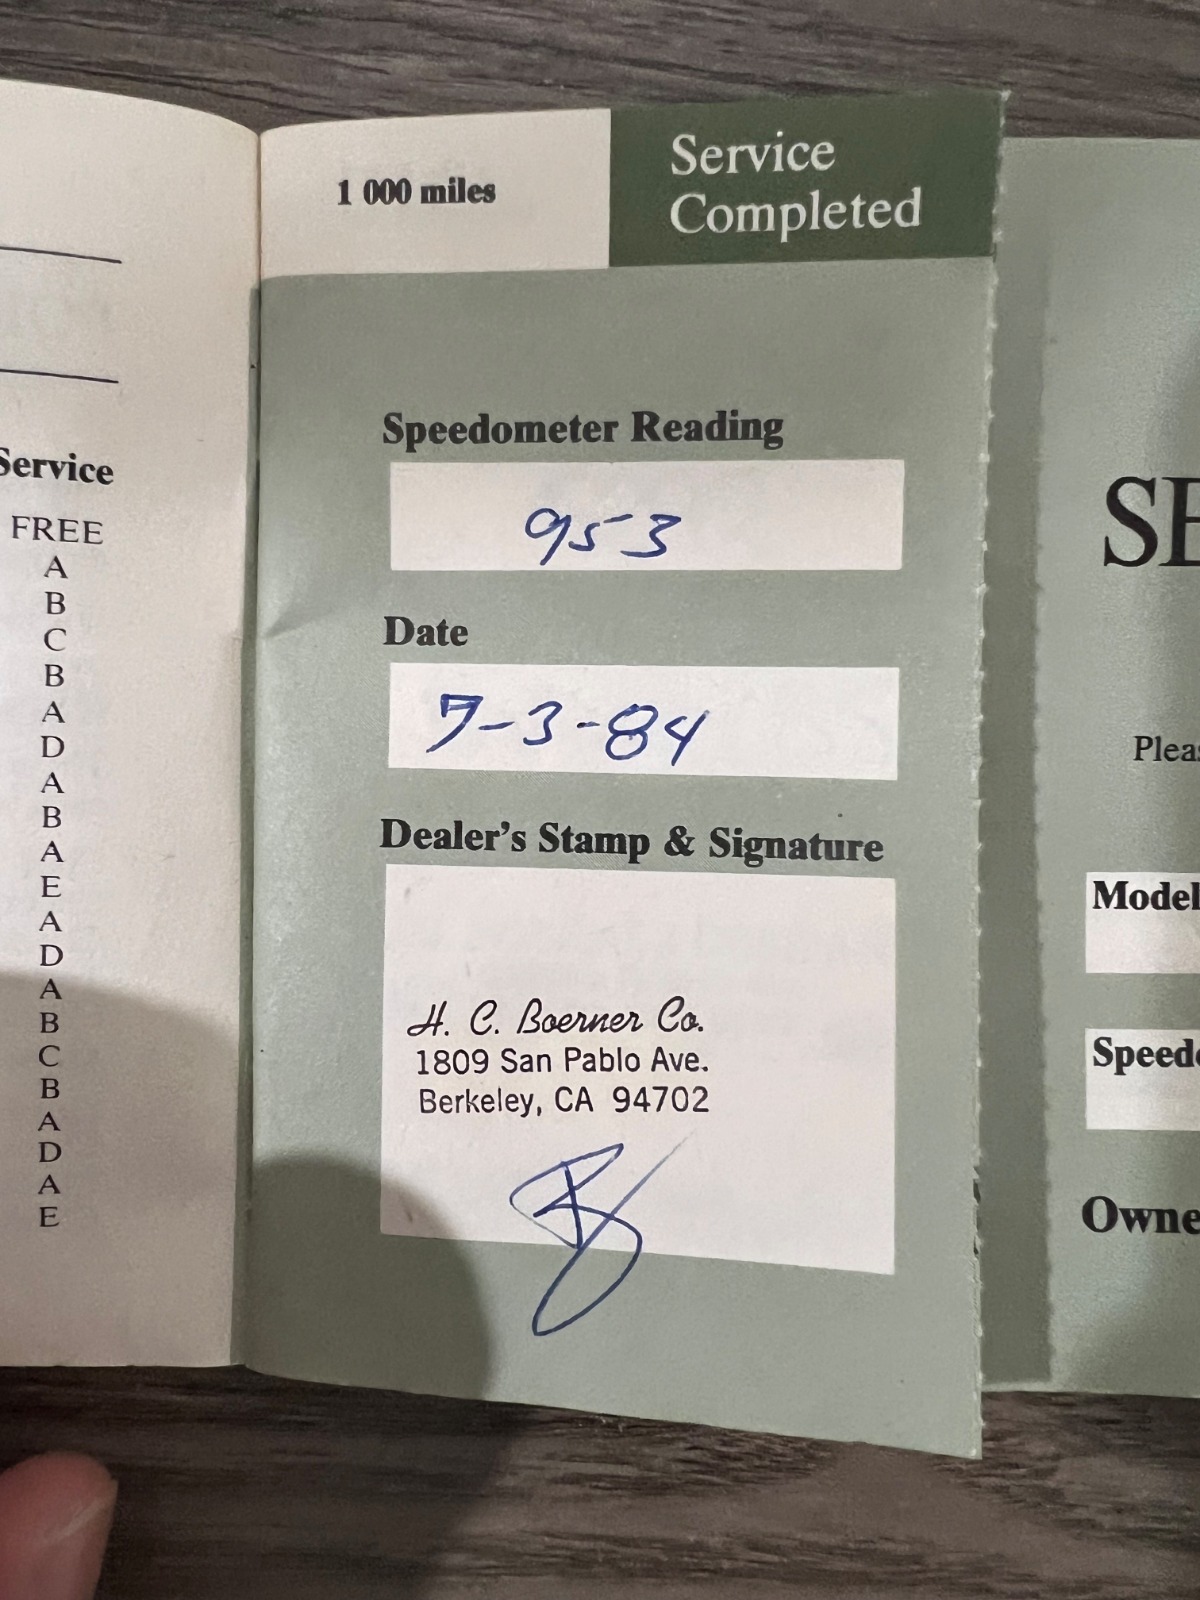 Service
FREE
A
B
C
B
A
D
A
B
A
E
A
D
A
B
C
B
A
D
A
E
1 000 miles
Service
Completed
Speedometer Reading
953
Date
7-3-84
Dealer's Stamp & Signature
H. C. Boerner Co.
1809 San Pablo Ave.
Berkeley, CA 94702
Model